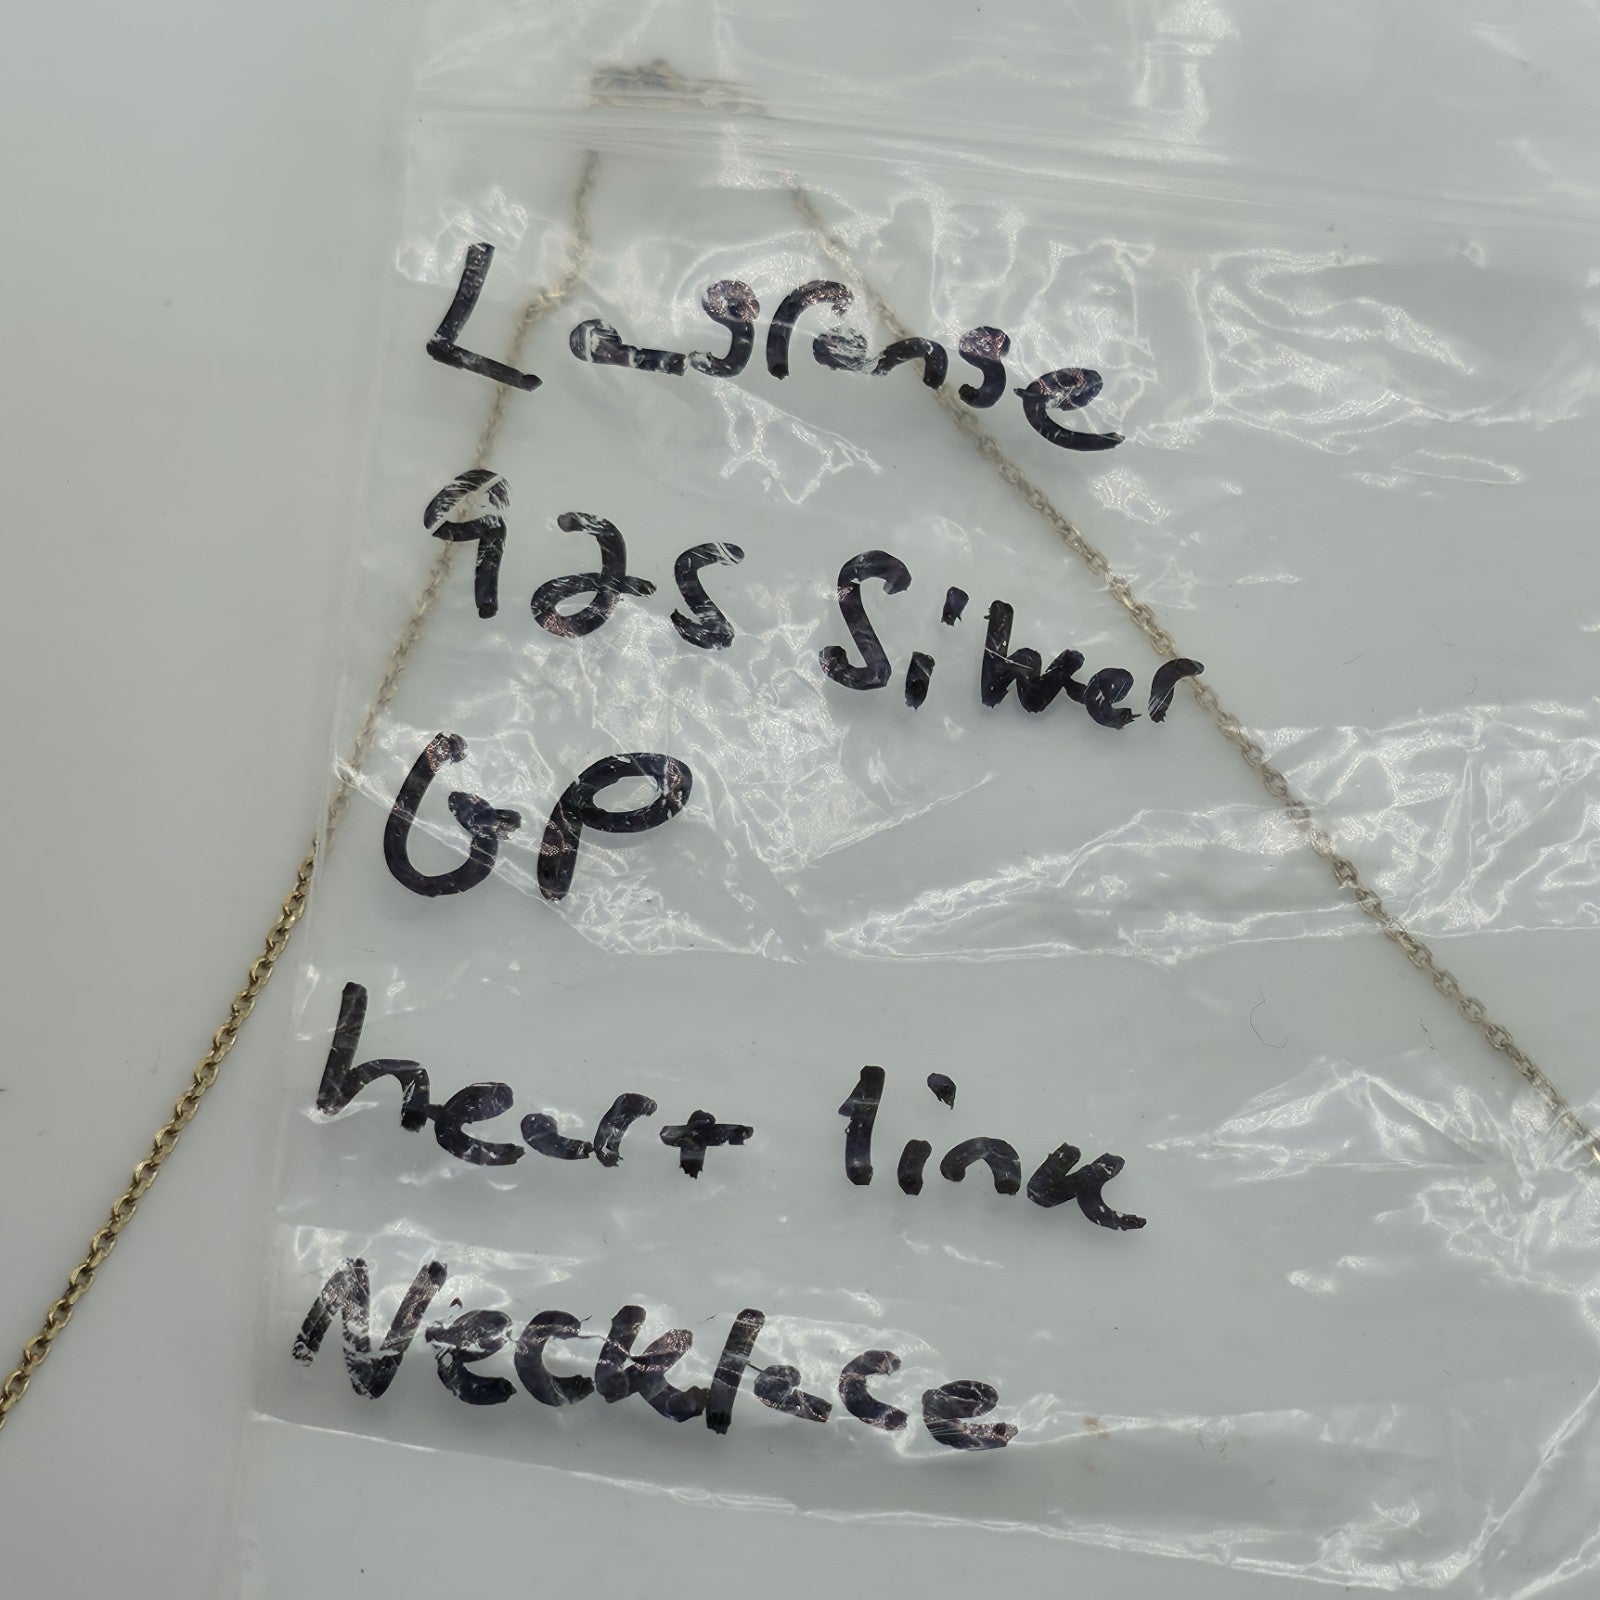 Lagrange
925 Silver
GP
heart link
Necklace